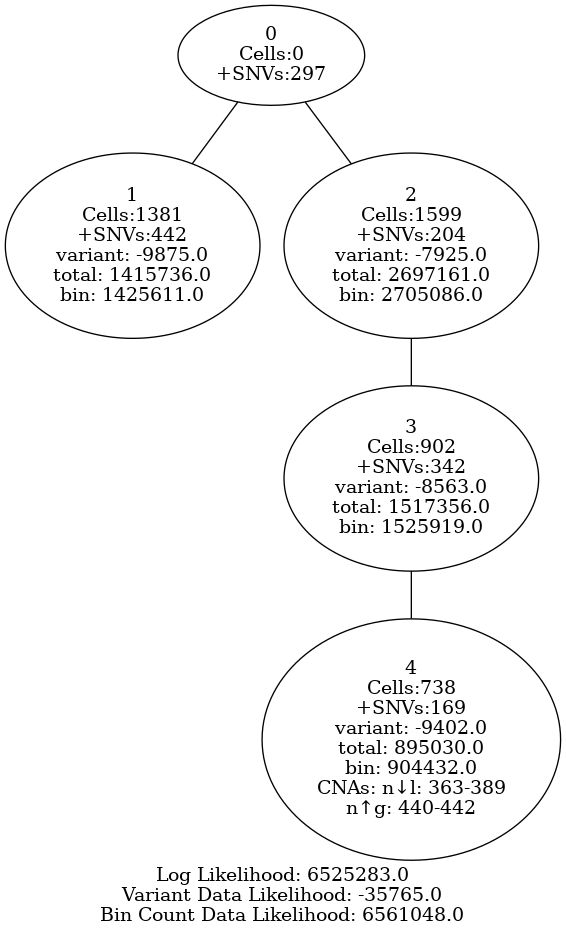 0
Cells:0
+SNVs:297
1
Cells:1381
+SNVs:442
variant: -9875.0
total: 1415736.0
bin: 1425611.0
2
Cells:1599
+SNVs:204
variant: -7925.0
total: 2697161.0
bin: 2705086.0
3
Cells:902
+SNVs:342
variant: -8563.0
total: 1517356.0
bin: 1525919.0
4
Cells:738
+SNVs:169
variant: -9402.0
total: 895030.0
bin: 904432.0
CNAs: n↓l: 363-389
n↑g: 440-442
Log Likelihood: 6525283.0
Variant Data Likelihood: -35765.0
Bin Count Data Likelihood: 6561048.0